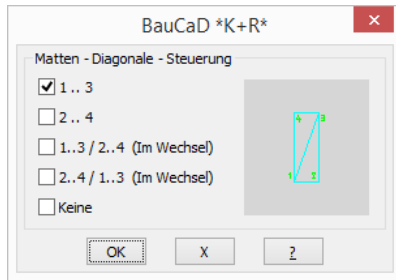 BauCaD *K+R*
Matten - Diagonale - Steuerung
1 .. 3
2 .. 4
1..3 / 2..4 (Im Wechsel)
2..4 / 1..3 (Im Wechsel)
Keine
4 3
1 2
OK X ?